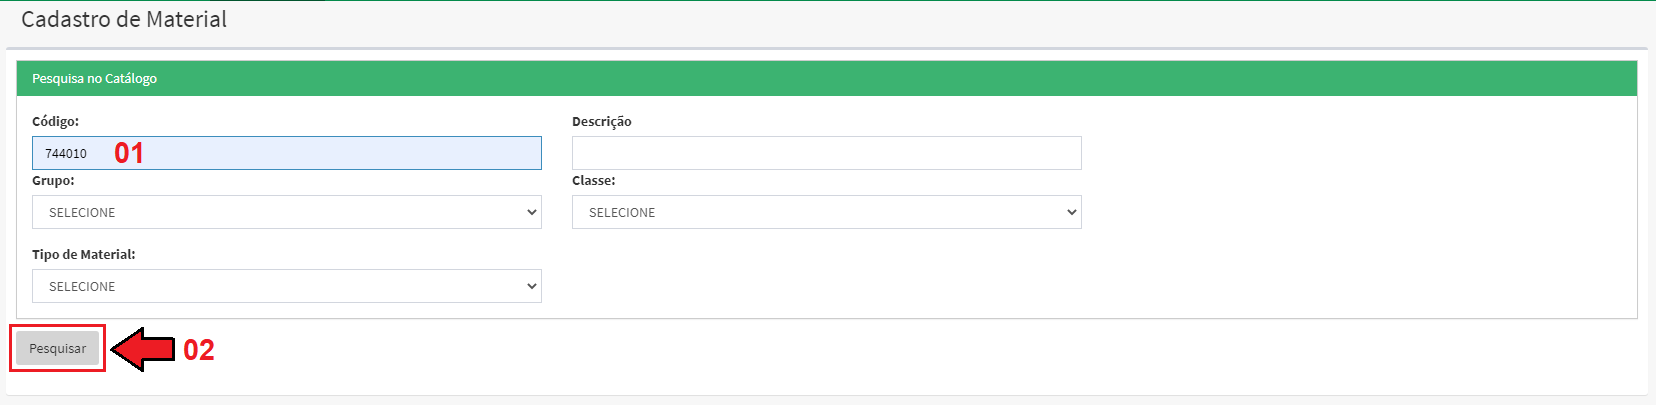 Cadastro de Material
Pesquisa no Catálogo
Código: Descrição
744010 01
Grupo: Classe:
SELECIONE SELECIONE
Tipo de Material:
SELECIONE
Pesquisar 02